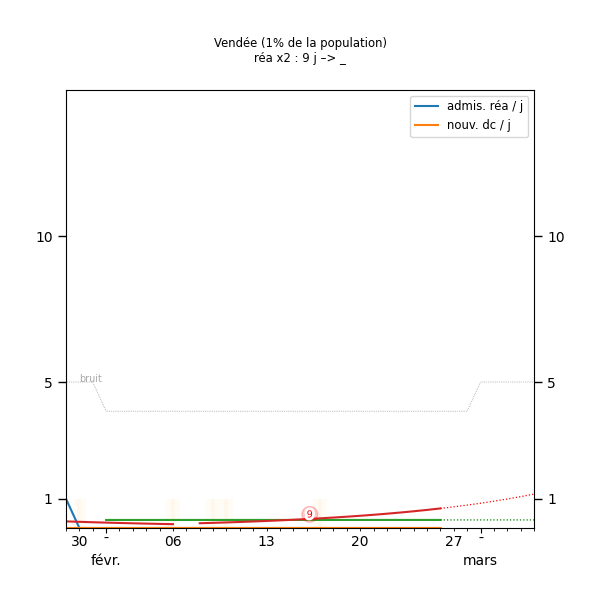 Vendée (1% de la population)
réa x2 : 9 j –> _
admis. réa / j
nouv. dc / j
10 10
bruit
5 5
9
1 1
30 - 06 13 20 27 -
févr. mars